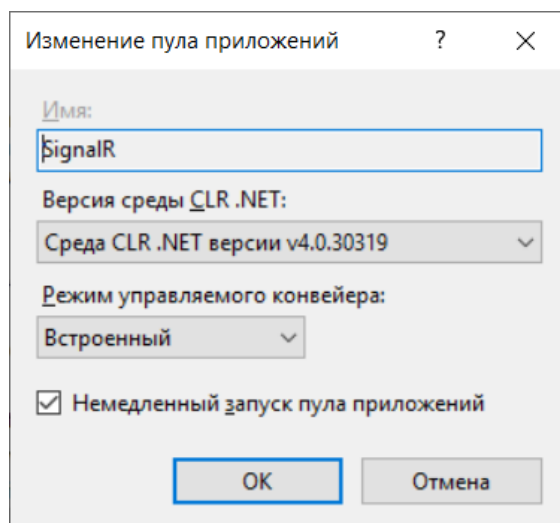 Изменение пула приложений ? ×
Имя:
SignalR
Версия среды CLR .NET:
Среда CLR .NET версии v4.0.30319
Режим управляемого конвейера:
Встроенный
Немедленный запуск пула приложений
ОК Отмена